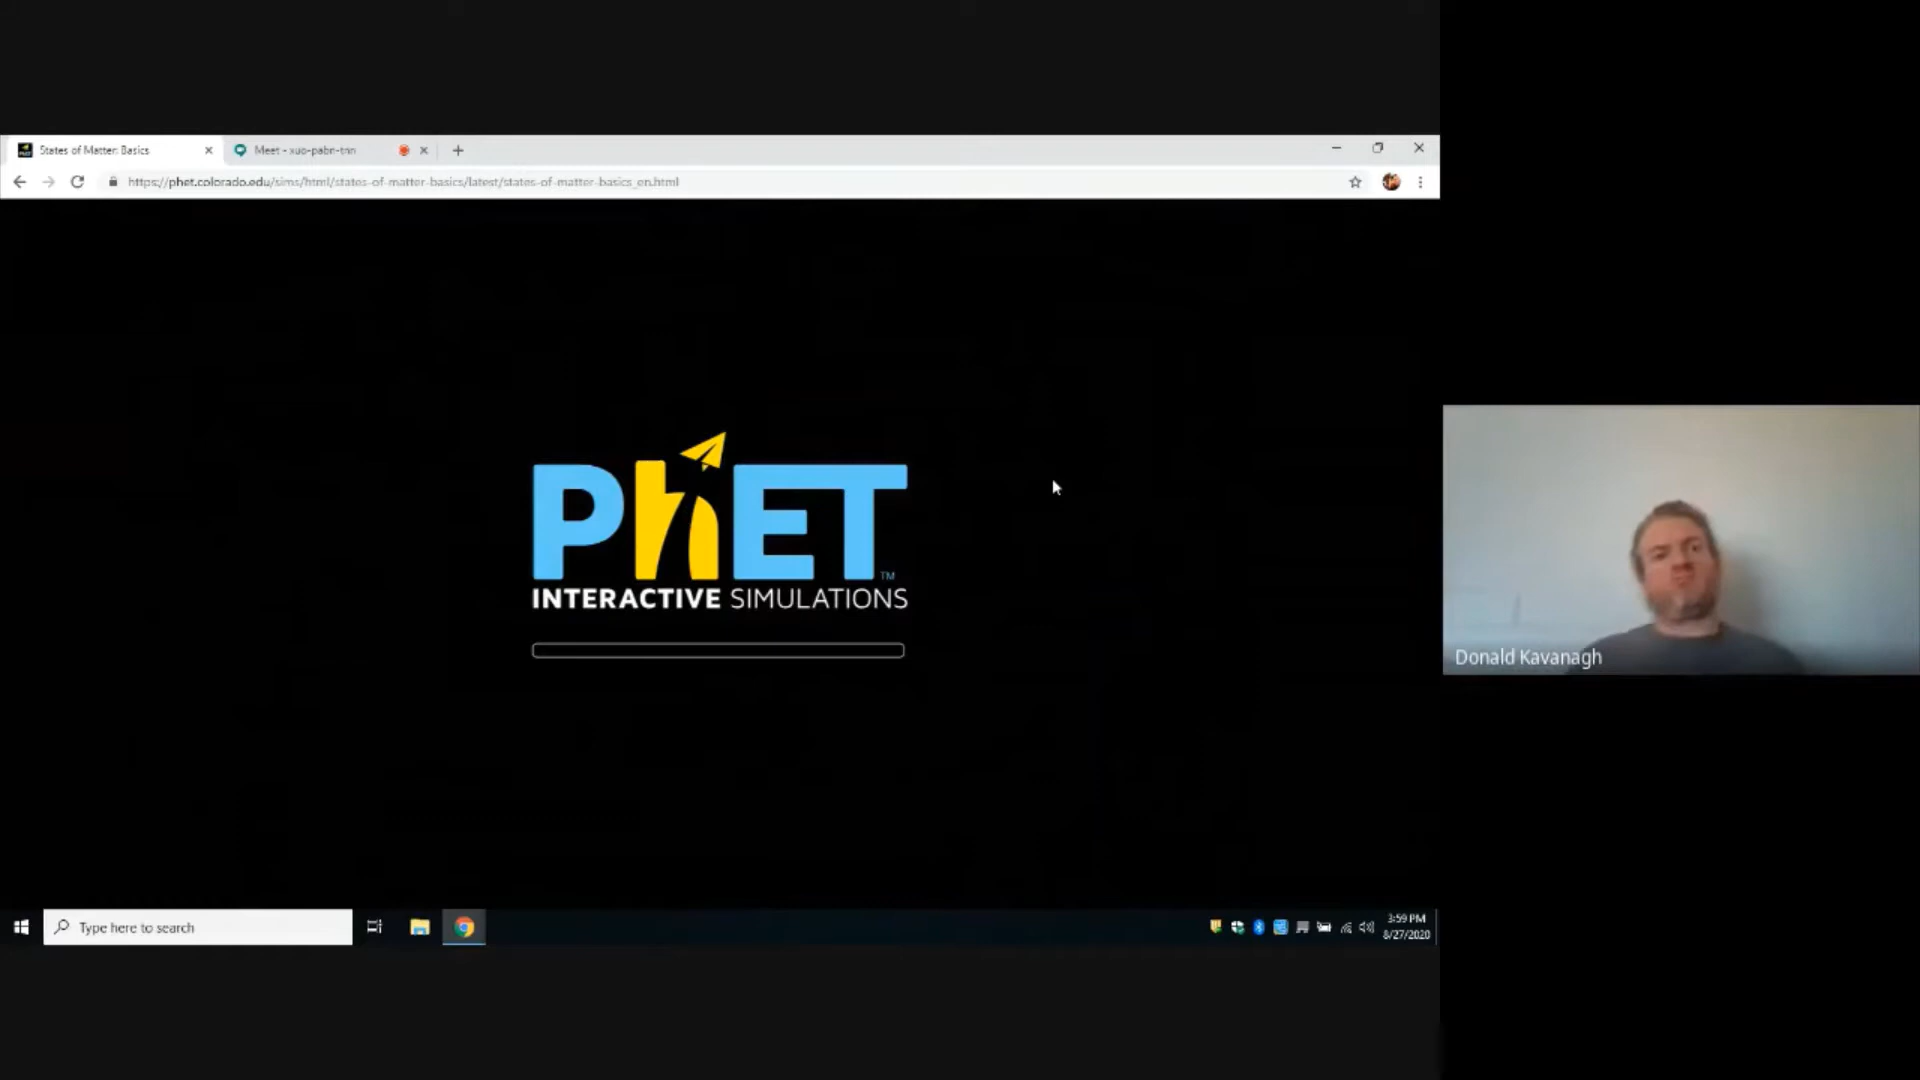 States of Matter: Basics
Meet - xuo-pabn-tnn
https://phet.colorado.edu/sims/html/states-of-matter-basics/latest/states-of-matter-basics_en.html
PhET
TM
INTERACTIVE SIMULATIONS
Donald Kavanagh
Type here to search
3:59 PM
8/27/2020